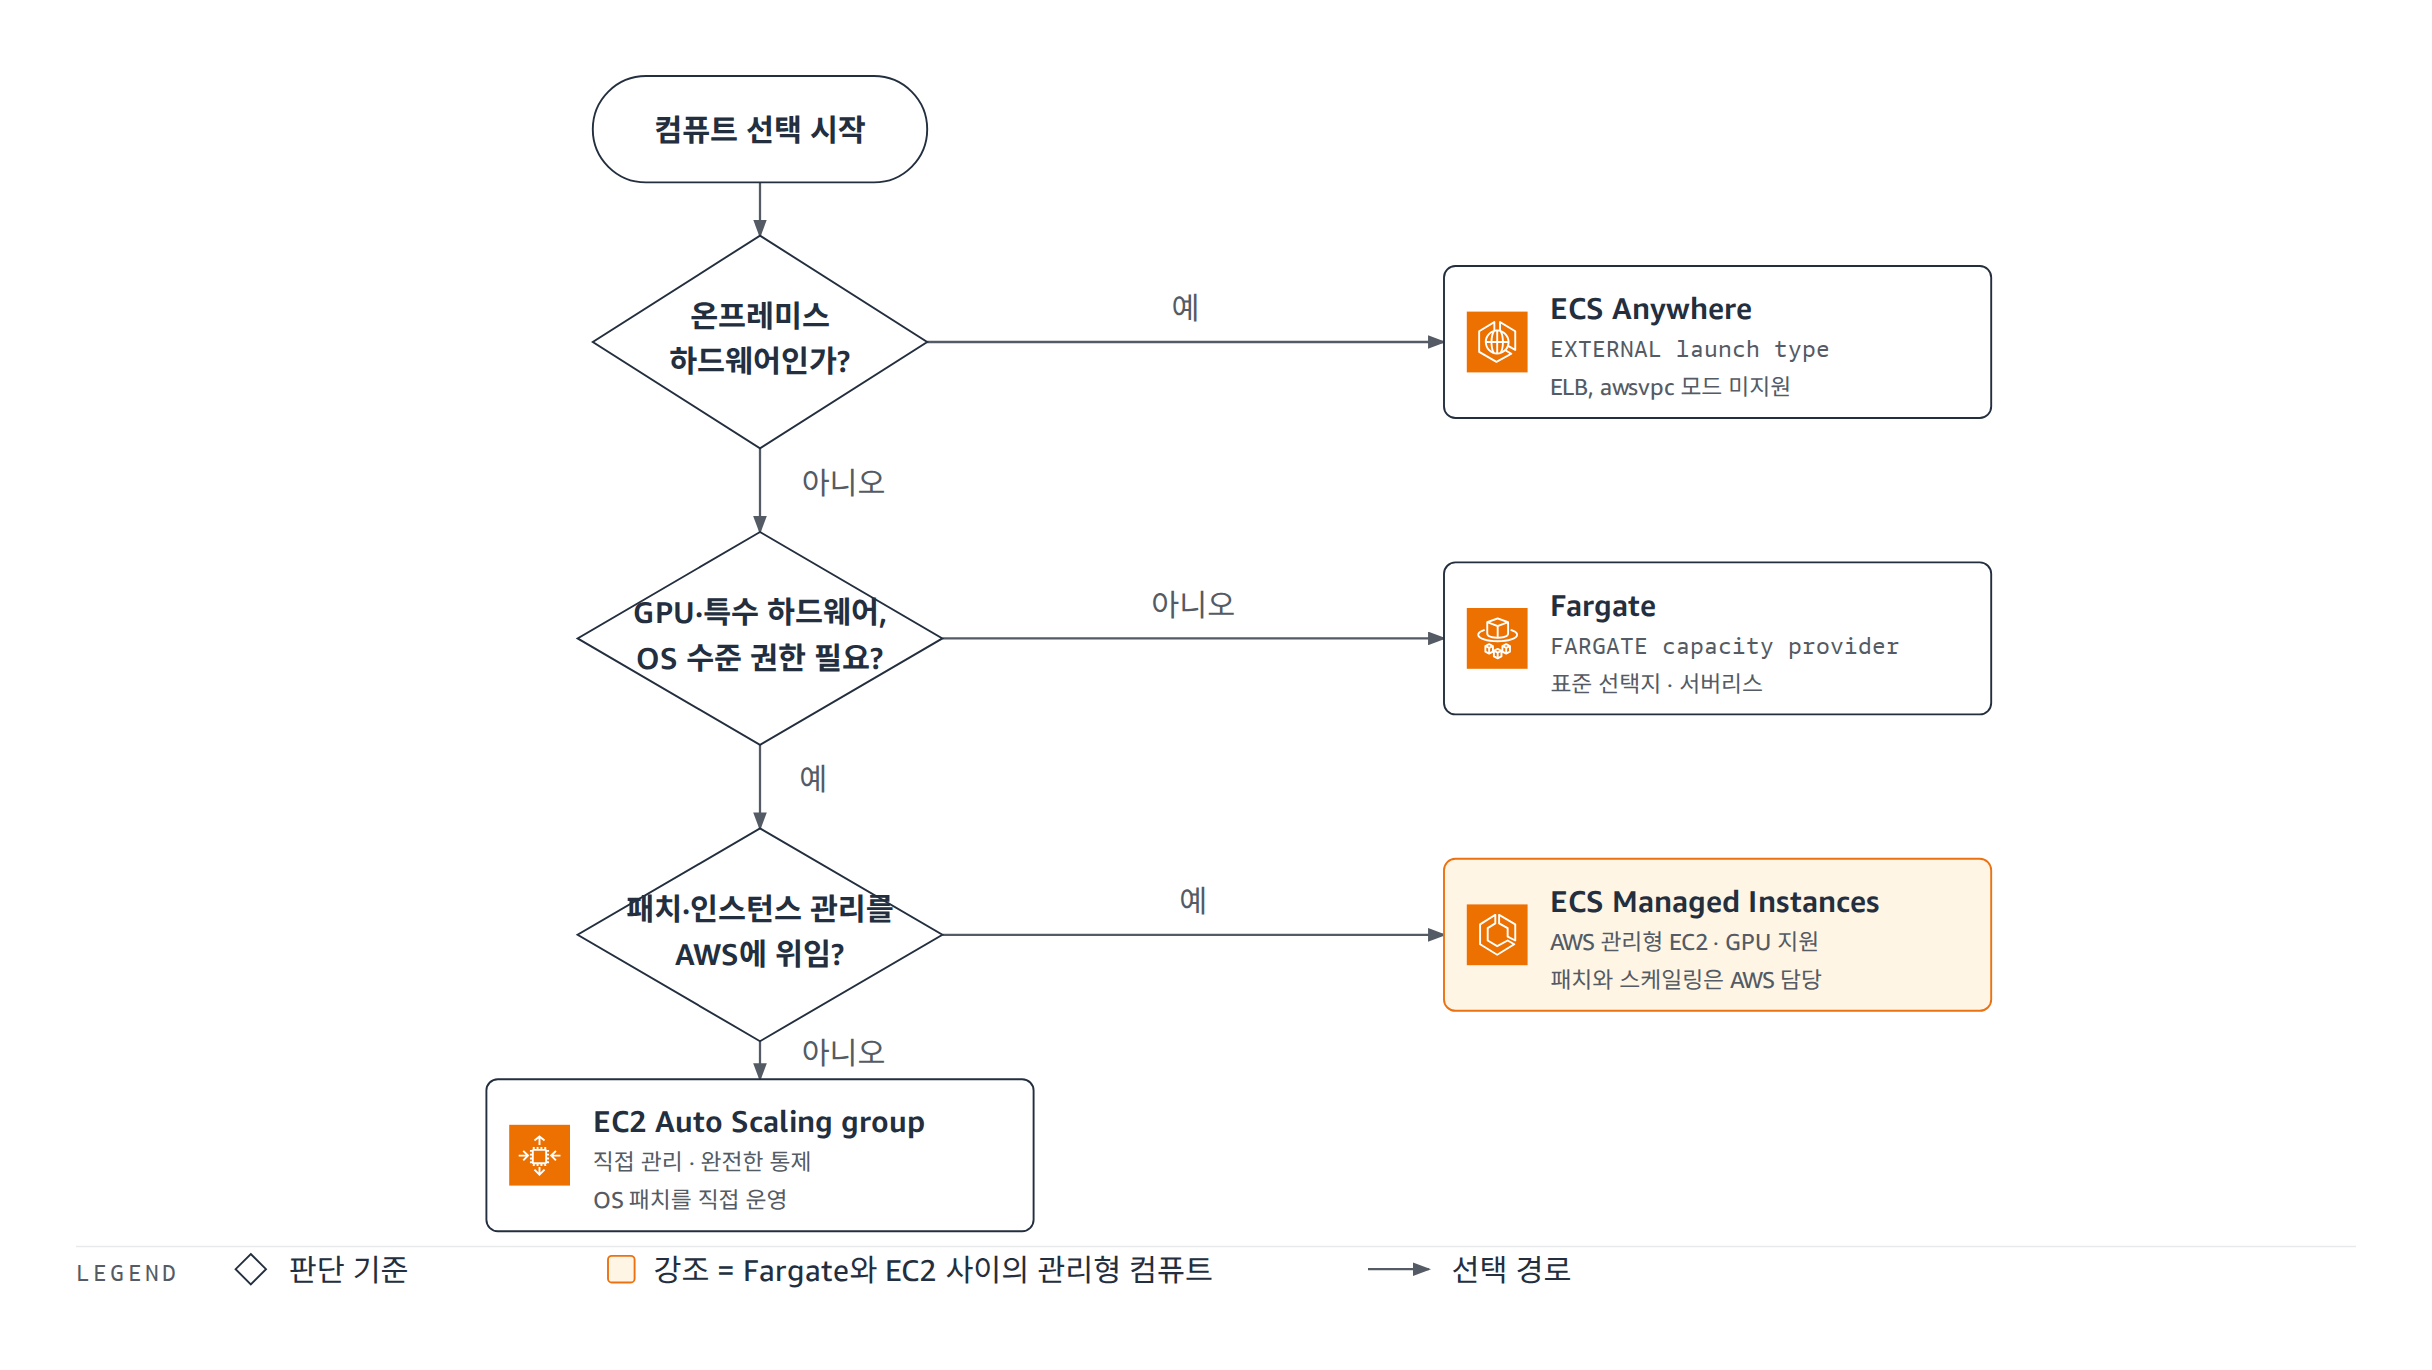 컴퓨트 선택 시작
온프레미스
하드웨어인가?
예
ECS Anywhere
EXTERNAL launch type
ELB, awsvpc 모드 미지원
아니오
GPU·특수 하드웨어,
OS 수준 권한 필요?
아니오
Fargate
FARGATE capacity provider
표준 선택지 · 서버리스
예
패치·인스턴스 관리를
AWS에 위임?
예
ECS Managed Instances
AWS 관리형 EC2 · GPU 지원
패치와 스케일링은 AWS 담당
아니오
EC2 Auto Scaling group
직접 관리 · 완전한 통제
OS 패치를 직접 운영
LEGEND
판단 기준
강조 = Fargate와 EC2 사이의 관리형 컴퓨트
선택 경로